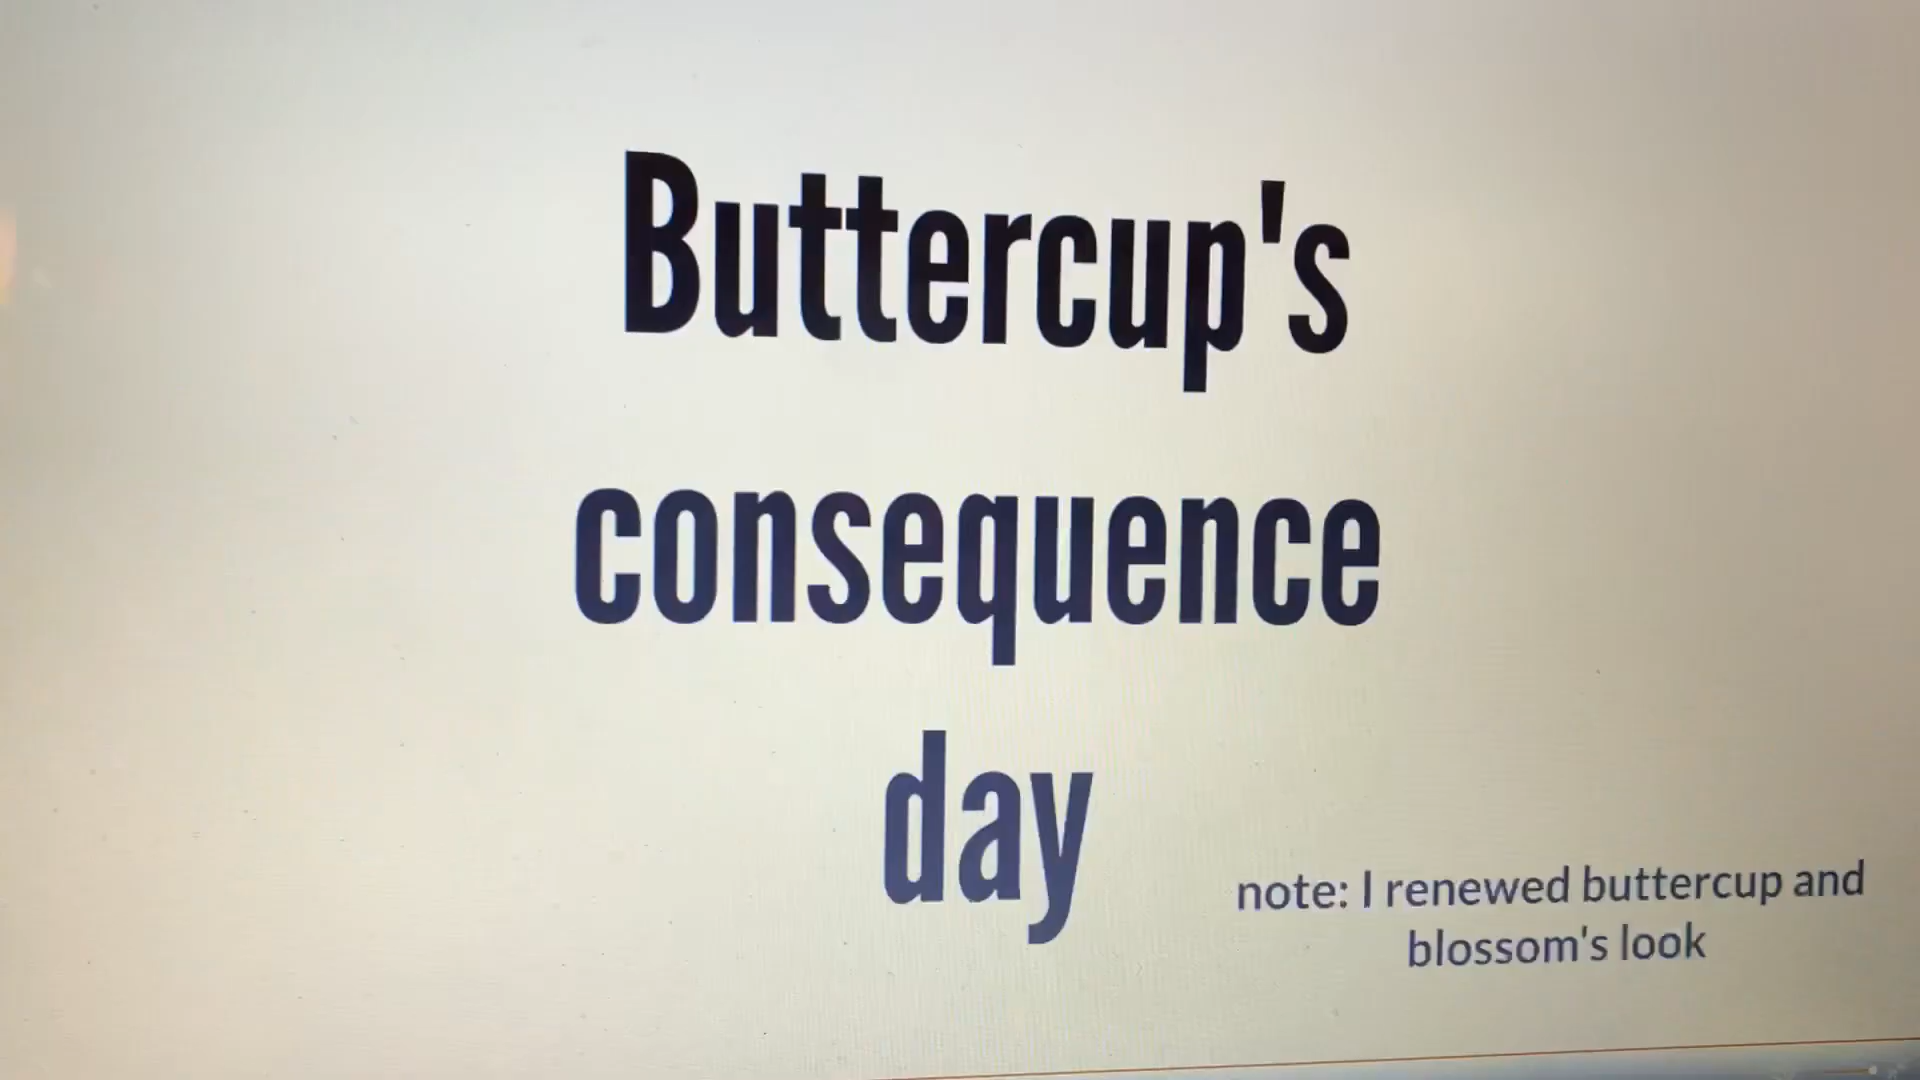 Buttercup's
consequence
day
note: I renewed buttercup and
blossom's look